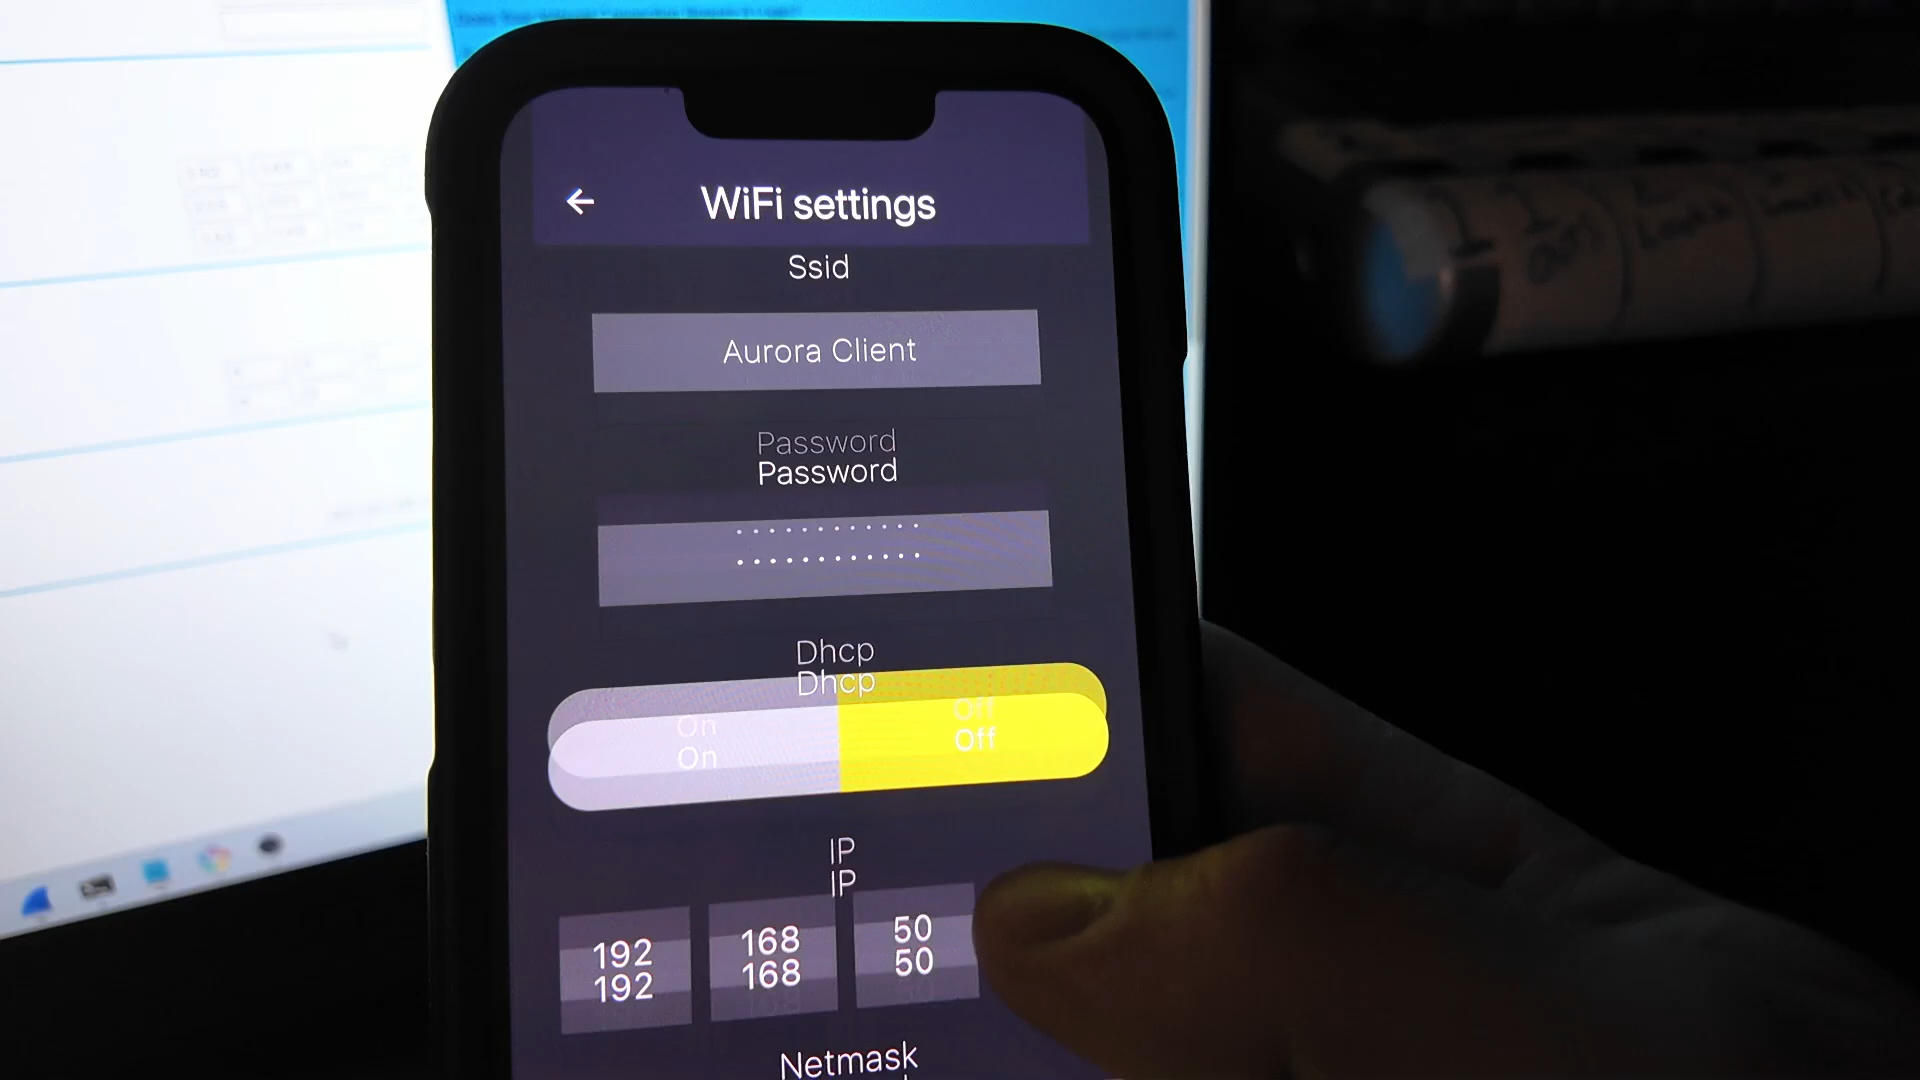 WiFi settings
Ssid
Aurora Client
Password
Password
Dhcp
Dhcp
On Off
On Off
IP
IP
192 168 50
192 168 50
Netmask